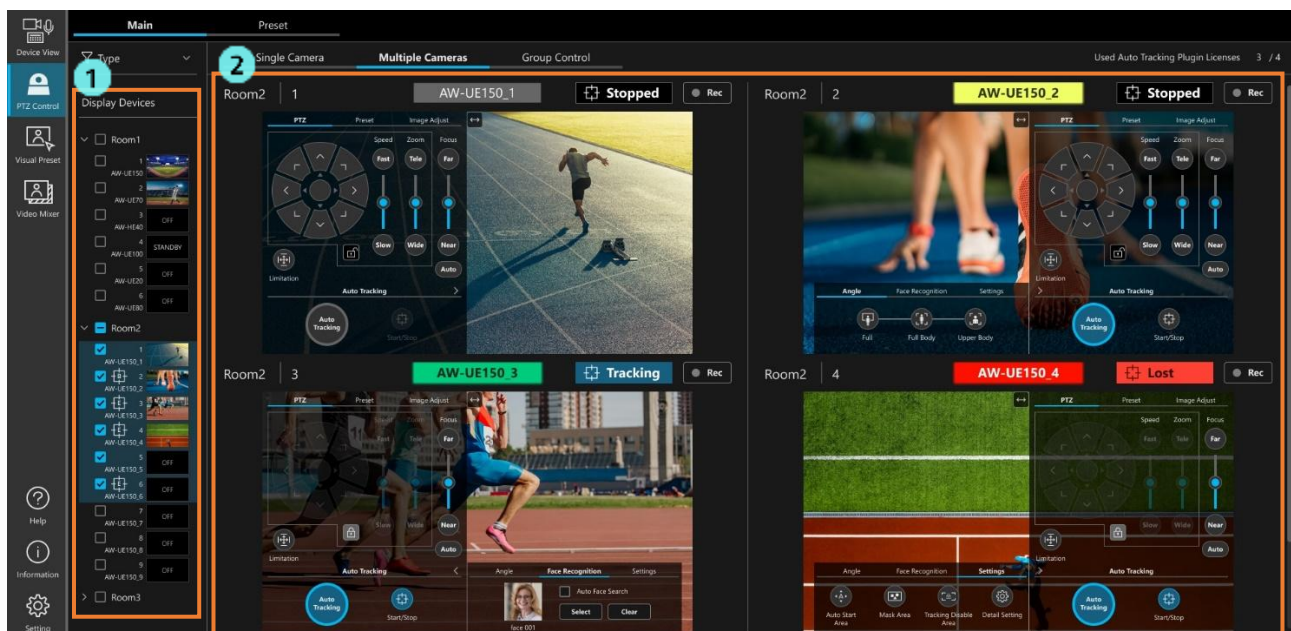 Main
Preset
Device View
PTZ Control
Visual Preset
Video Mixer
Help
Information
Setting
Type
1
Display Devices
Room1
1
AW-UE150
2
AW-UE70
3
OFF
AW-HE40
4
STANDBY
AW-UE100
5
OFF
AW-UE20
6
OFF
AW-UE80
Room2
1
AW-UE150_1
2
AW-UE150_2
3
AW-UE150_3
4
AW-UE150_4
5
OFF
AW-UE150_5
6
OFF
AW-UE150_6
7
OFF
AW-UE150_7
8
OFF
AW-UE150_8
9
OFF
AW-UE150_9
Room3
2
Single Camera
Multiple Cameras
Group Control
Used Auto Tracking Plugin Licenses 3 / 4
Room2 1 AW-UE150_1 Stopped Rec
PTZ Preset Image Adjust
Speed Zoom Focus
Fast Tele Far
Slow Wide Near
Auto
Limitation
Auto Tracking
Auto
Tracking
Start/Stop
Room2 2 AW-UE150_2 Stopped Rec
PTZ Preset Image Adjust
Speed Zoom Focus
Fast Tele Far
Slow Wide Near
Auto
Limitation
Angle Face Recognition Settings
Auto Tracking
Full Full Body Upper Body
Auto
Tracking
Start/Stop
Room2 3 AW-UE150_3 Tracking Rec
PTZ Preset Image Adjust
Speed Zoom Focus
Fast Tele Far
Slow Wide Near
Auto
Limitation
Auto Tracking
Auto
Tracking
Start/Stop
Angle Face Recognition Settings
Auto Face Search
Select Clear
face 001
Room2 4 AW-UE150_4 Lost Rec
PTZ Preset Image Adjust
Speed Zoom Focus
Fast Tele Far
Slow Wide Near
Auto
Limitation
Angle Face Recognition Settings
Auto Tracking
Auto Start
Area
Mask Area
Tracking Disable
Area
Detail Setting
Auto
Tracking
Start/Stop